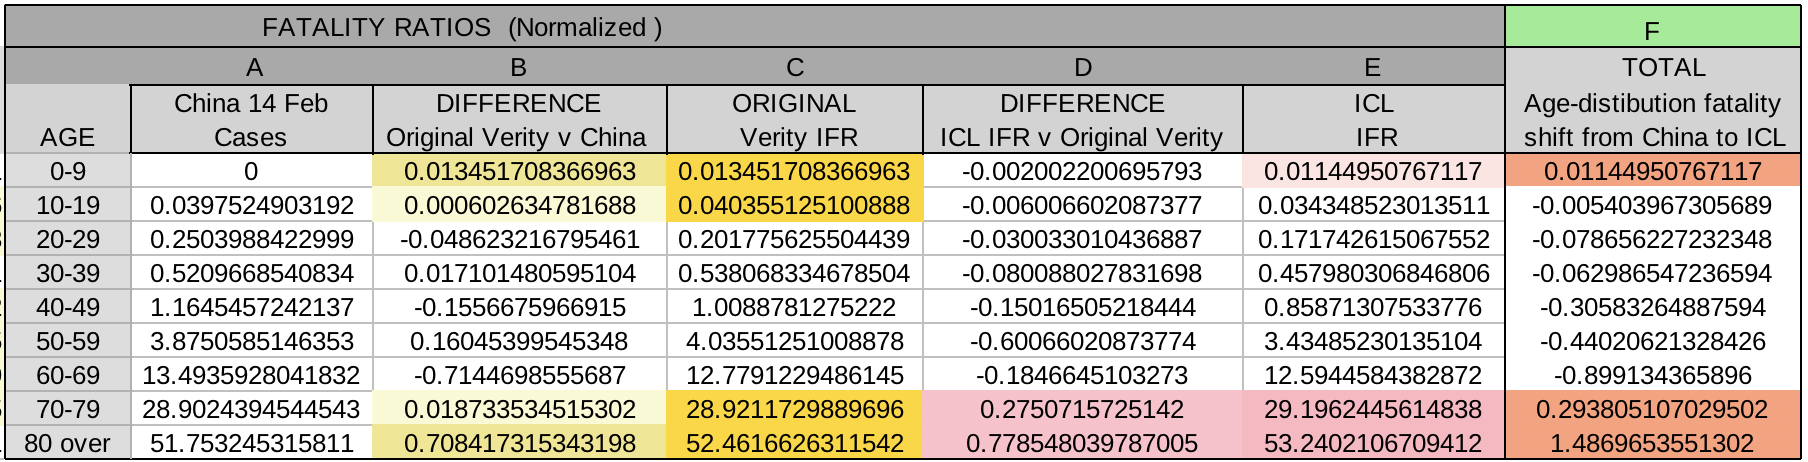 FATALITY RATIOS (Normalized )
F
A B C D E TOTAL
China 14 Feb DIFFERENCE ORIGINAL DIFFERENCE ICL Age-distibution fatality
AGE Cases Original Verity v China Verity IFR ICL IFR v Original Verity IFR shift from China to ICL
0-9 0 0.013451708366963 0.013451708366963 -0.002002200695793 0.01144950767117 0.01144950767117
10-19 0.0397524903192 0.000602634781688 0.040355125100888 -0.006006602087377 0.034348523013511 -0.005403967305689
20-29 0.2503988422999 -0.048623216795461 0.201775625504439 -0.030033010436887 0.171742615067552 -0.078656227232348
30-39 0.5209668540834 0.017101480595104 0.538068334678504 -0.080088027831698 0.457980306846806 -0.062986547236594
40-49 1.1645457242137 -0.1556675966915 1.0088781275222 -0.15016505218444 0.85871307533776 -0.30583264887594
50-59 3.8750585146353 0.16045399545348 4.03551251008878 -0.60066020873774 3.43485230135104 -0.44020621328426
60-69 13.4935928041832 -0.7144698555687 12.7791229486145 -0.1846645103273 12.5944584382872 -0.899134365896
70-79 28.9024394544543 0.018733534515302 28.9211729889696 0.2750715725142 29.1962445614838 0.293805107029502
80 over 51.753245315811 0.708417315343198 52.4616626311542 0.778548039787005 53.2402106709412 1.4869653551302